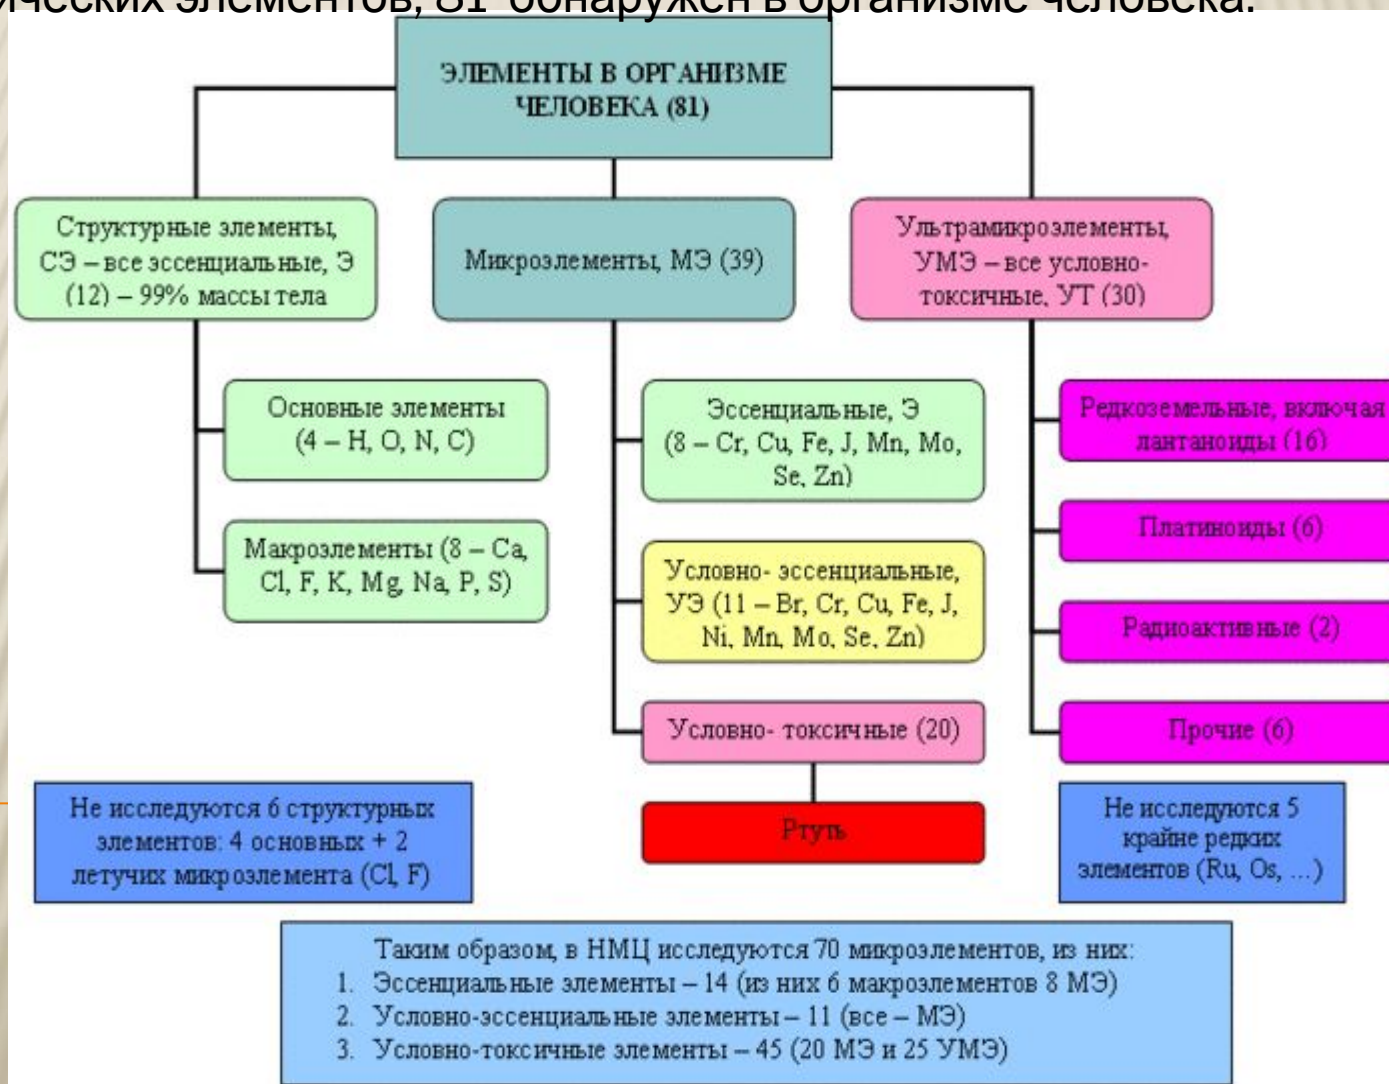 ических элементов, 81 обнаружен в организме человека.
ЭЛЕМЕНТЫ В ОРГАНИЗМЕ
ЧЕЛОВЕКА (81)
Структурные элементы,
СЭ – все эссенциальные, Э
(12) – 99% массы тела
Микроэлементы, МЭ (39)
Ультрамикроэлементы,
УМЭ – все условно-
токсичные, УТ (30)
Основные элементы
(4 – H, O, N, C)
Макроэлементы (8 – Ca,
Cl, F, K, Mg, Na, P, S)
Эссенциальные, Э
(8 – Cr, Cu, Fe, J, Mn, Mo,
Se, Zn)
Условно- эссенциальные,
УЭ (11 – Br, Cr, Cu, Fe, J,
Ni, Mn, Mo, Se, Zn)
Условно- токсичные (20)
Ртуть
Редкоземельные, включая
лантаноиды (16)
Платиноиды (6)
Радиоактивные (2)
Прочие (6)
Не исследуются 6 структурных
элементов: 4 основных + 2
летучих микроэлемента (Cl, F)
Не исследуются 5
крайне редких
элементов (Ru, Os, ...)
Таким образом, в НМЦ исследуются 70 микроэлементов, из них:
1. Эссенциальные элементы – 14 (из них 6 макроэлементов 8 МЭ)
2. Условно-эссенциальные элементы – 11 (все – МЭ)
3. Условно-токсичные элементы – 45 (20 МЭ и 25 УМЭ)